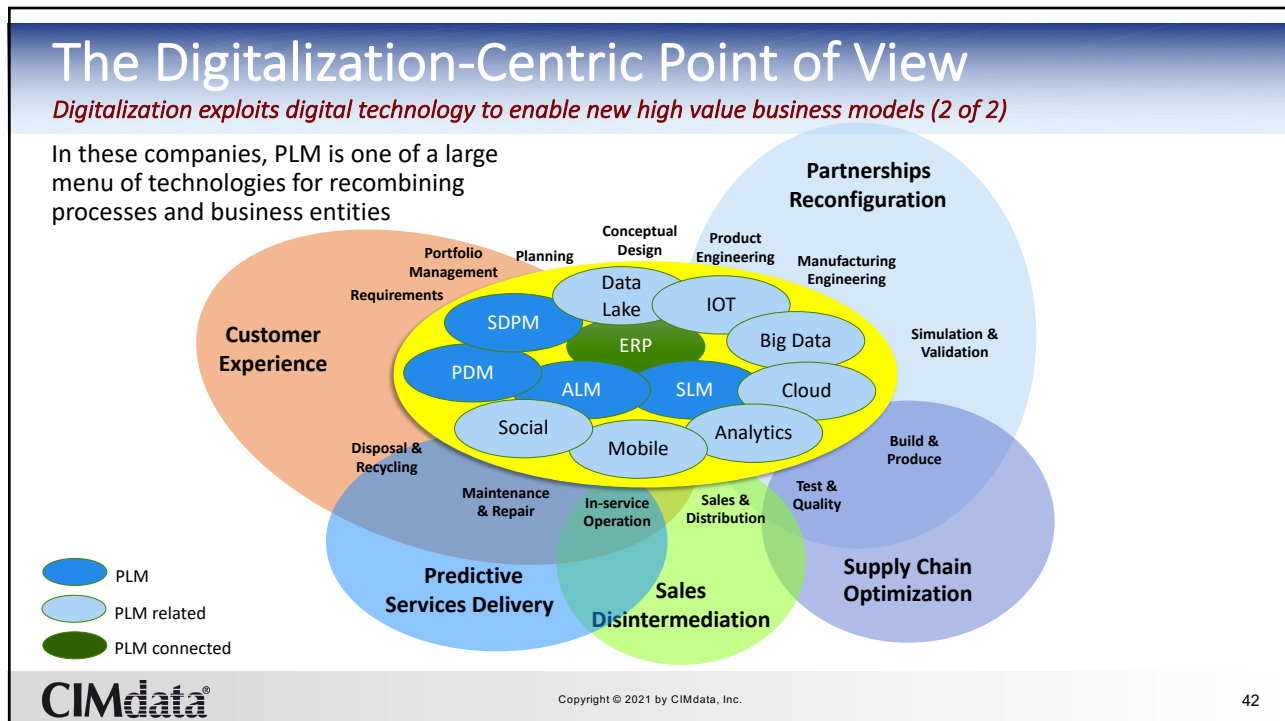 The Digitalization-Centric Point of View
Digitalization exploits digital technology to enable new high value business models (2 of 2)
In these companies, PLM is one of a large
menu of technologies for recombining
processes and business entities
Partnerships
Reconfiguration
Conceptual
Design
Product
Engineering
Portfolio
Management
Planning
Manufacturing
Engineering
Requirements
Data
Lake
IOT
SDPM
Customer
Experience
ERP
Big Data
Simulation &
Validation
PDM
ALM
SLM
Cloud
Social
Mobile
Analytics
Disposal &
Recycling
Build &
Produce
Maintenance
& Repair
In-service
Operation
Sales &
Distribution
Test &
Quality
Predictive
Services Delivery
Sales
Disintermediation
Supply Chain
Optimization
PLM
PLM related
PLM connected
CIMdata®
Copyright © 2021 by CIMdata, Inc.
42